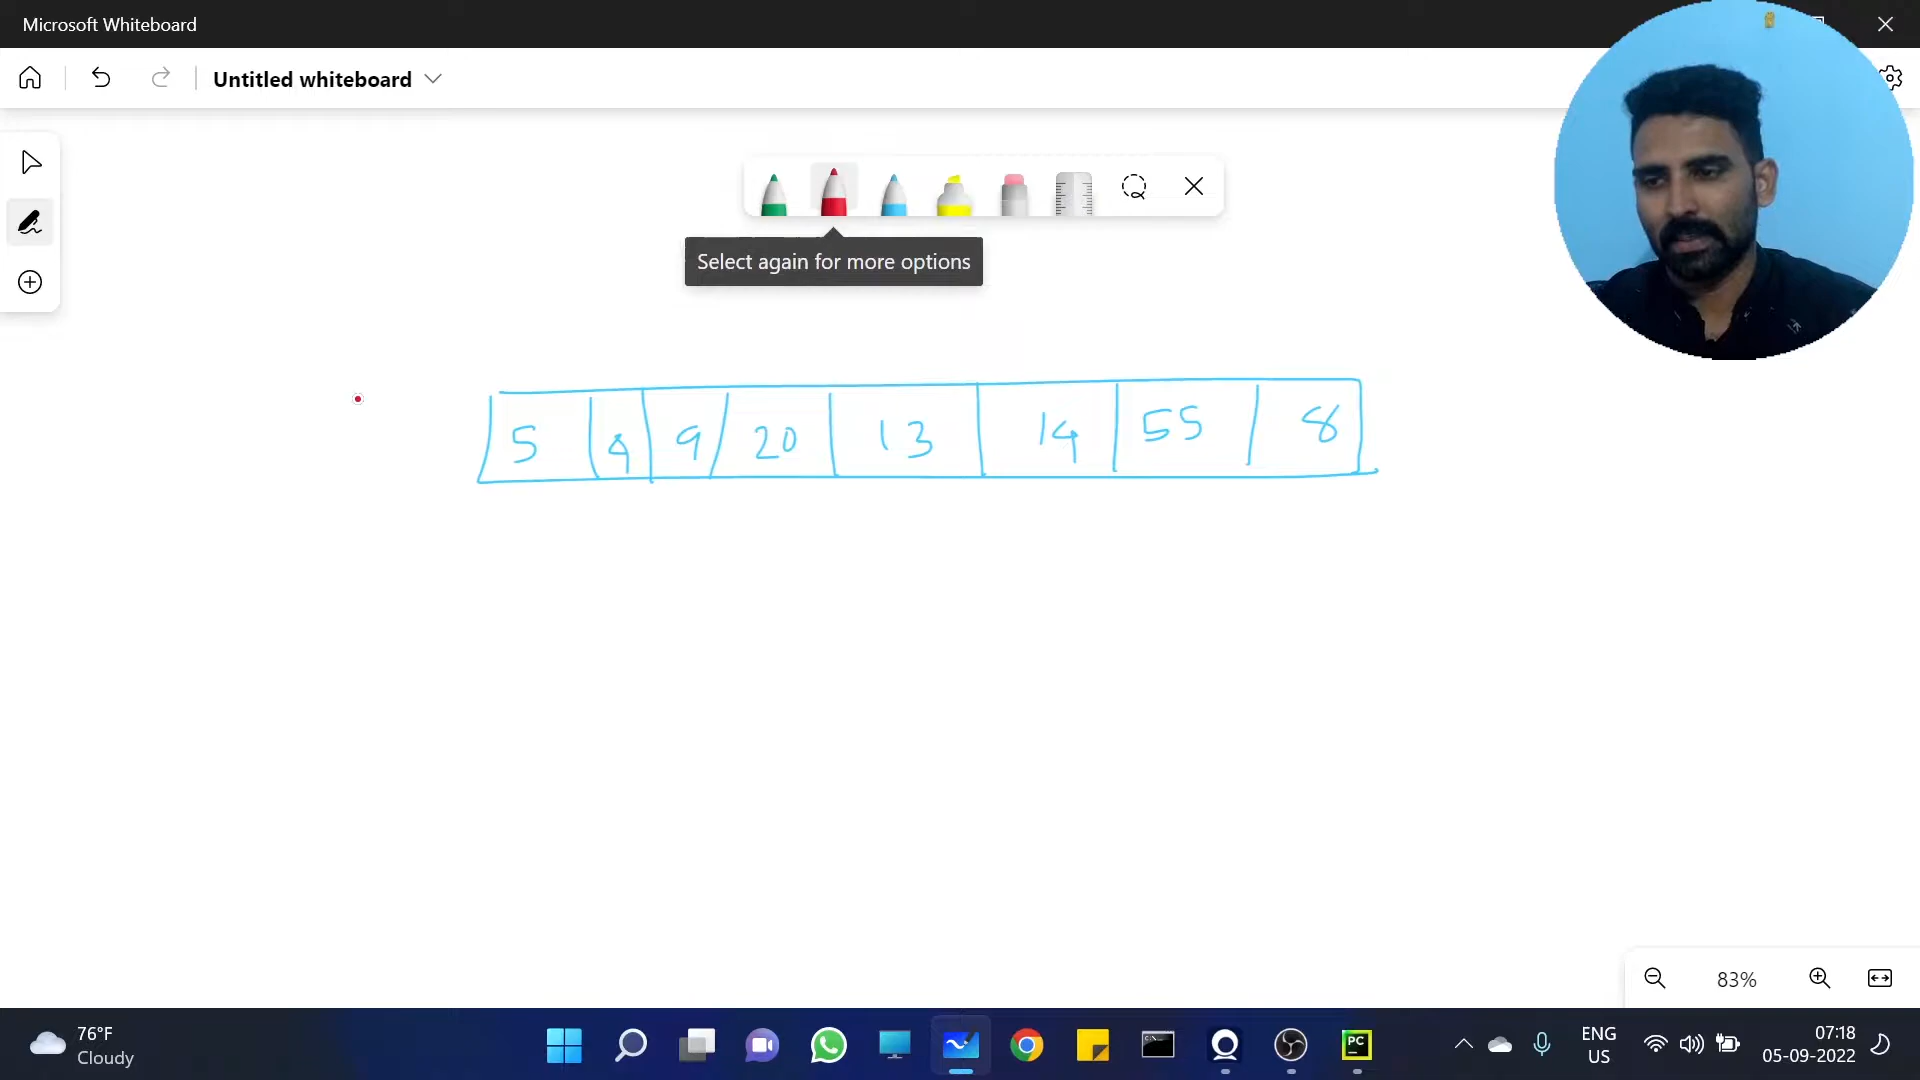 Microsoft Whiteboard
Untitled whiteboard
Select again for more options
5 4 9 20 13 14 55 8
83%
76°F
Cloudy
PC
ENG
US
07:18
05-09-2022